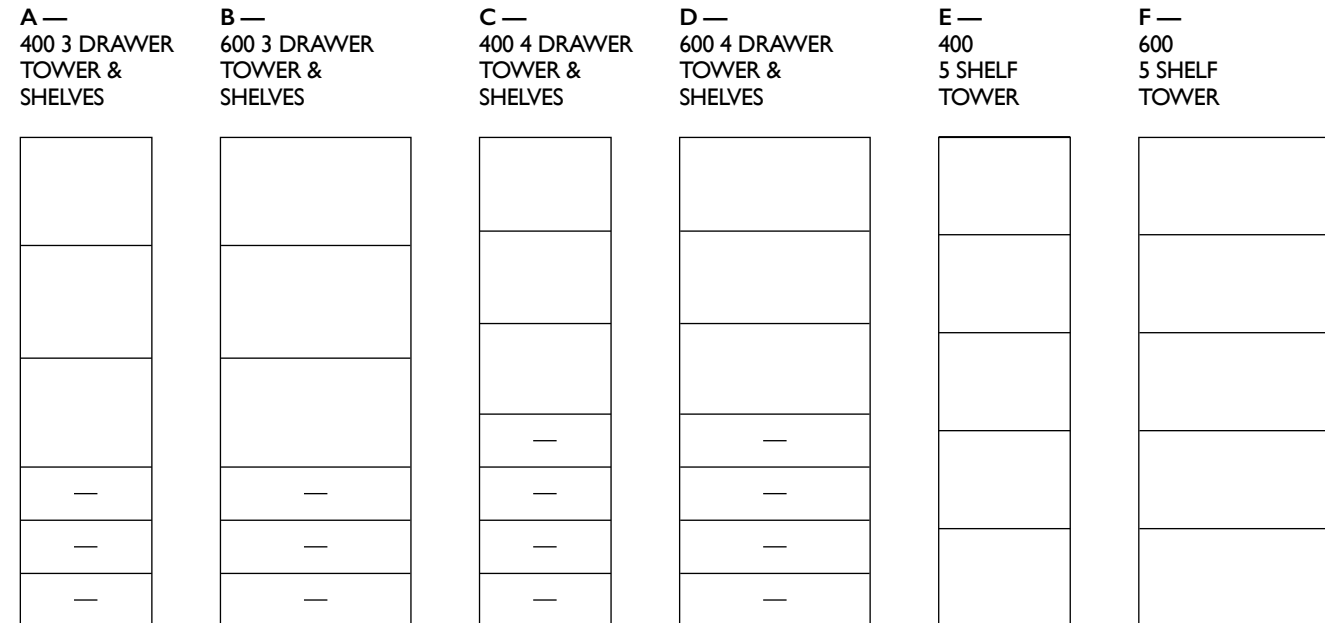 A —
400 3 DRAWER
TOWER &
SHELVES
B —
600 3 DRAWER
TOWER &
SHELVES
C —
400 4 DRAWER
TOWER &
SHELVES
D —
600 4 DRAWER
TOWER &
SHELVES
E —
400
5 SHELF
TOWER
F —
600
5 SHELF
TOWER